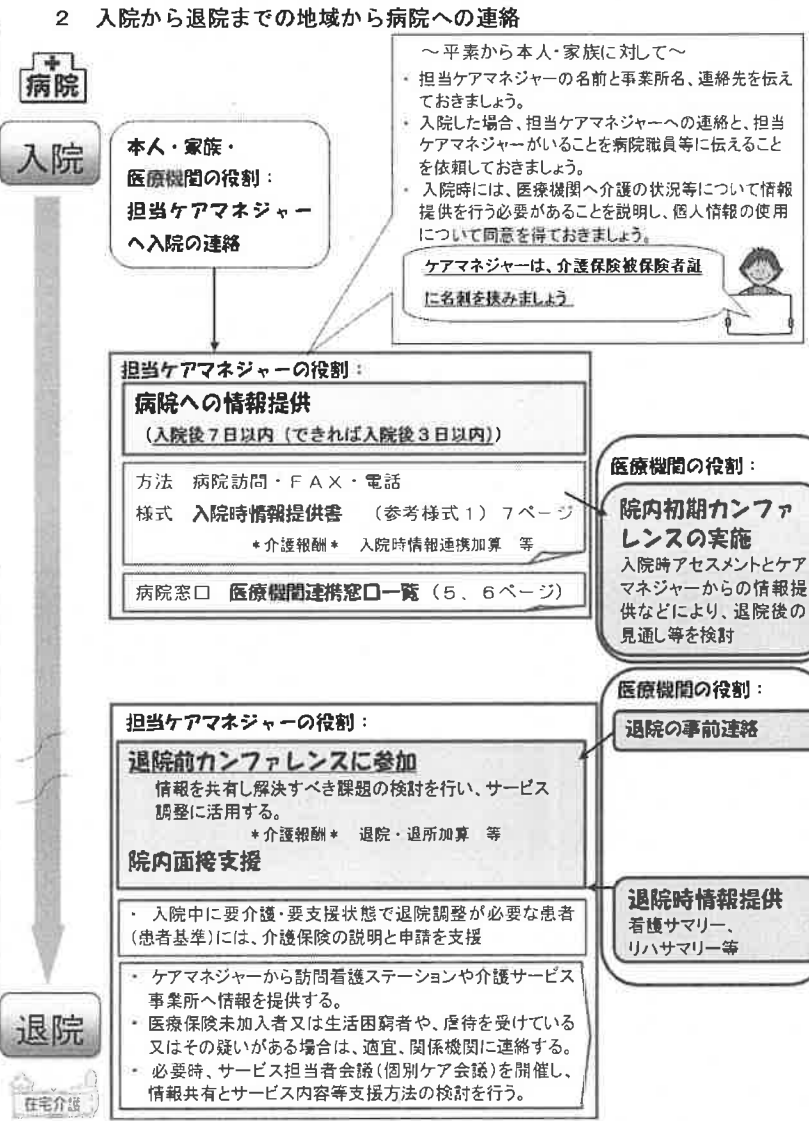 2 入院から退院までの地域から病院への連絡
病院
入院
本人・家族・
医療機関の役割：
担当ケアマネジャー
へ入院の連絡
～平素から本人・家族に対して～
・ 担当ケアマネジャーの名前と事業所名、連絡先を伝え
ておきましょう。
・ 入院した場合、担当ケアマネジャーへの連絡と、担当
ケアマネジャーがいることを病院職員等に伝えること
を依頼しておきましょう。
・ 入院時には、医療機関へ介護の状況等について情報
提供を行う必要があることを説明し、個人情報の使用
について同意を得ておきましょう。
ケアマネジャーは、介護保険被保険者証
に名刺を挟みましょう
担当ケアマネジャーの役割：
病院への情報提供
（入院後７日以内（できれば入院後３日以内））
方法 病院訪問・ＦＡＸ・電話
様式 入院時情報提供書 （参考様式１）７ページ
＊介護報酬＊ 入院時情報連携加算 等
病院窓口 医療機関連携窓口一覧（５、６ページ）
医療機関の役割：
院内初期カンファ
レンスの実施
入院時アセスメントとケア
マネジャーからの情報提
供などにより、退院後の
見通し等を検討
医療機関の役割：
退院の事前連絡
担当ケアマネジャーの役割：
退院前カンファレンスに参加
情報を共有し解決すべき課題の検討を行い、サービス
調整に活用する。
＊介護報酬＊ 退院・退所加算 等
院内面接支援
退院時情報提供
看護サマリー、
リハサマリー等
・ 入院中に要介護・要支援状態で退院調整が必要な患者
(患者基準)には、介護保険の説明と申請を支援
・ ケアマネジャーから訪問看護ステーションや介護サービス
事業所へ情報を提供する。
・ 医療保険未加入者又は生活困窮者や、虐待を受けている
又はその疑いがある場合は、適宜、関係機関に連絡する。
・ 必要時、サービス担当者会議(個別ケア会議)を開催し、
情報共有とサービス内容等支援方法の検討を行う。
退院
在宅介護